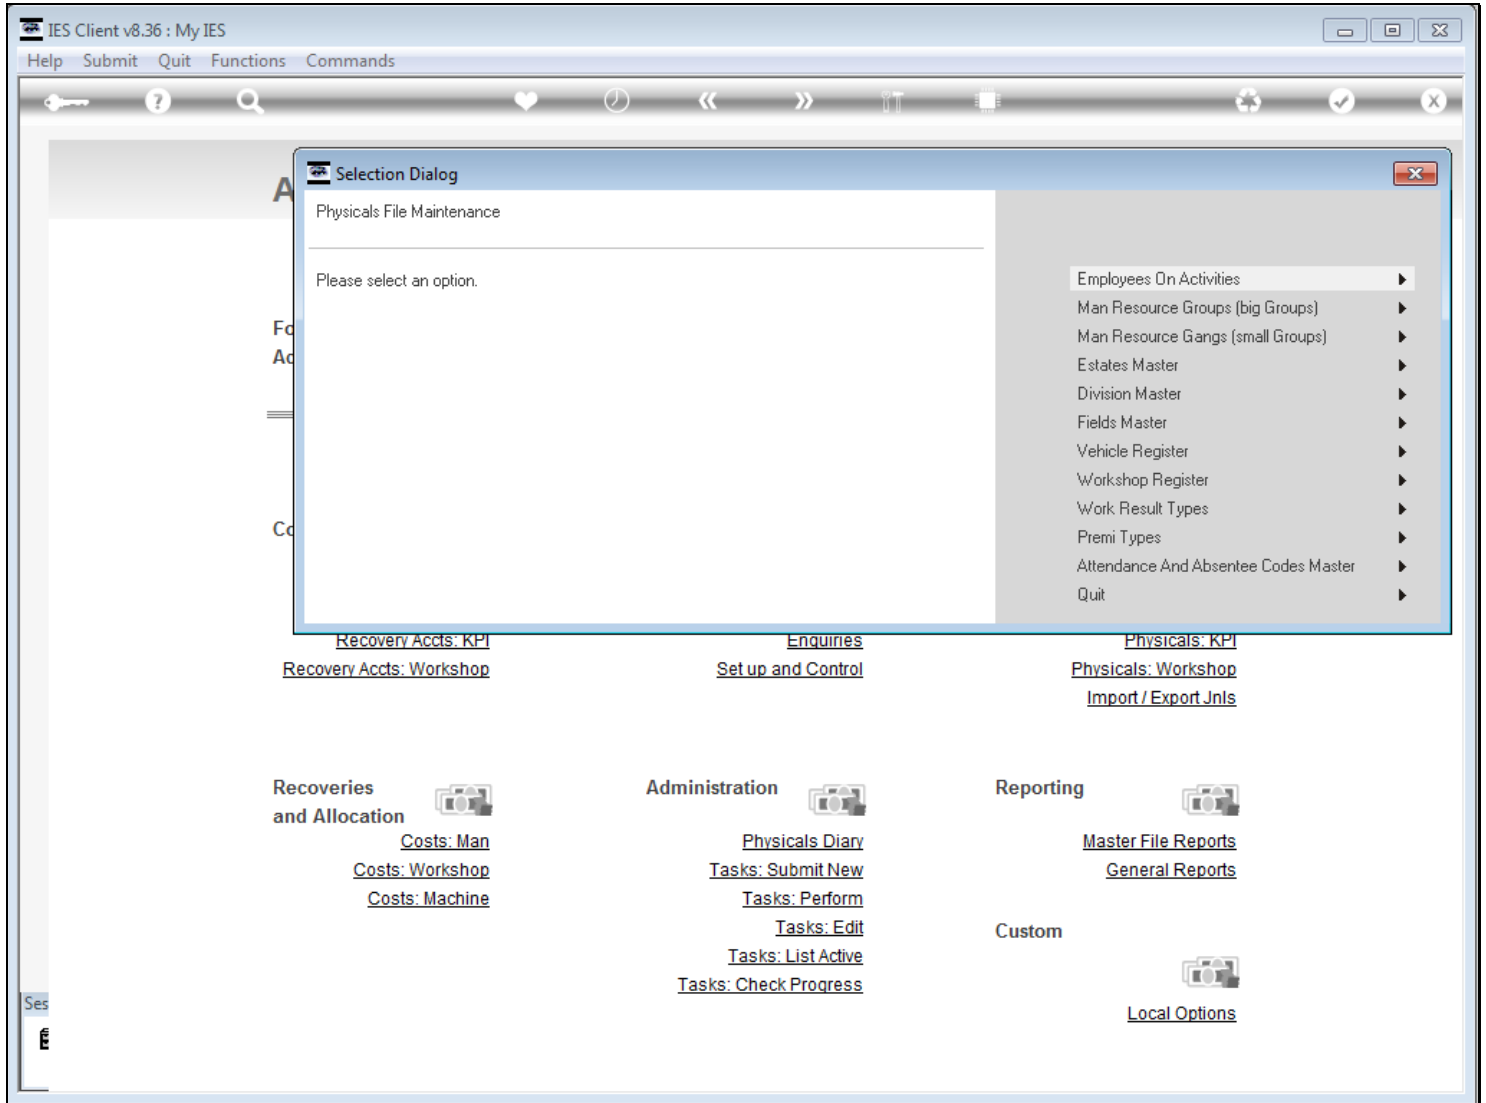 IES Client v8.36 : My IES
Help Submit Quit Functions Commands
Selection Dialog
Physicals File Maintenance
Please select an option.
Employees On Activities
Man Resource Groups (big Groups)
Man Resource Gangs (small Groups)
Estates Master
Division Master
Fields Master
Vehicle Register
Workshop Register
Work Result Types
Premi Types
Attendance And Absentee Codes Master
Quit
Recovery Accts: KPI
Recovery Accts: Workshop
Enquiries
Set up and Control
Physicals: KPI
Physicals: Workshop
Import / Export Jnls
Recoveries
and Allocation
Costs: Man
Costs: Workshop
Costs: Machine
Administration
Physicals Diary
Tasks: Submit New
Tasks: Perform
Tasks: Edit
Tasks: List Active
Tasks: Check Progress
Reporting
Master File Reports
General Reports
Custom
Local Options